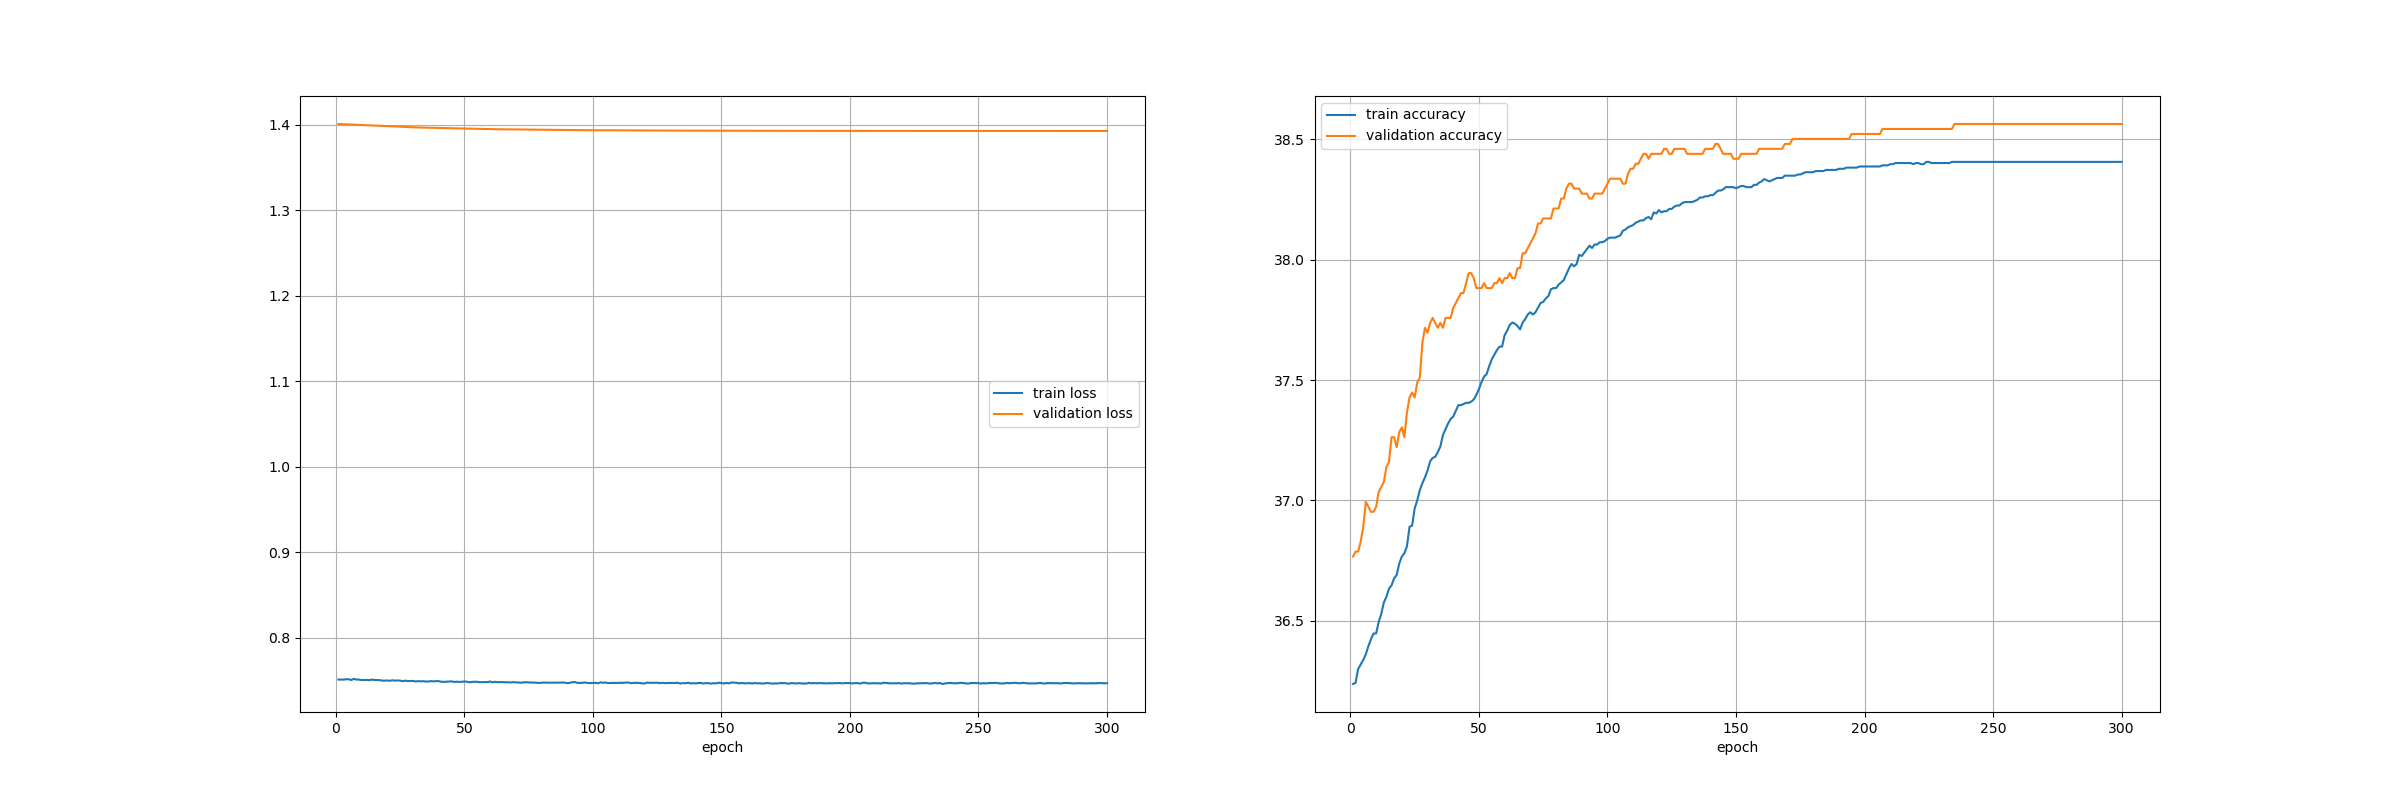 1.4
1.3
1.2
1.1
1.0
0.9
0.8
0 50 100 150 200 250 300
epoch
train loss
validation loss
38.5
38.0
37.5
37.0
36.5
0 50 100 150 200 250 300
epoch
train accuracy
validation accuracy